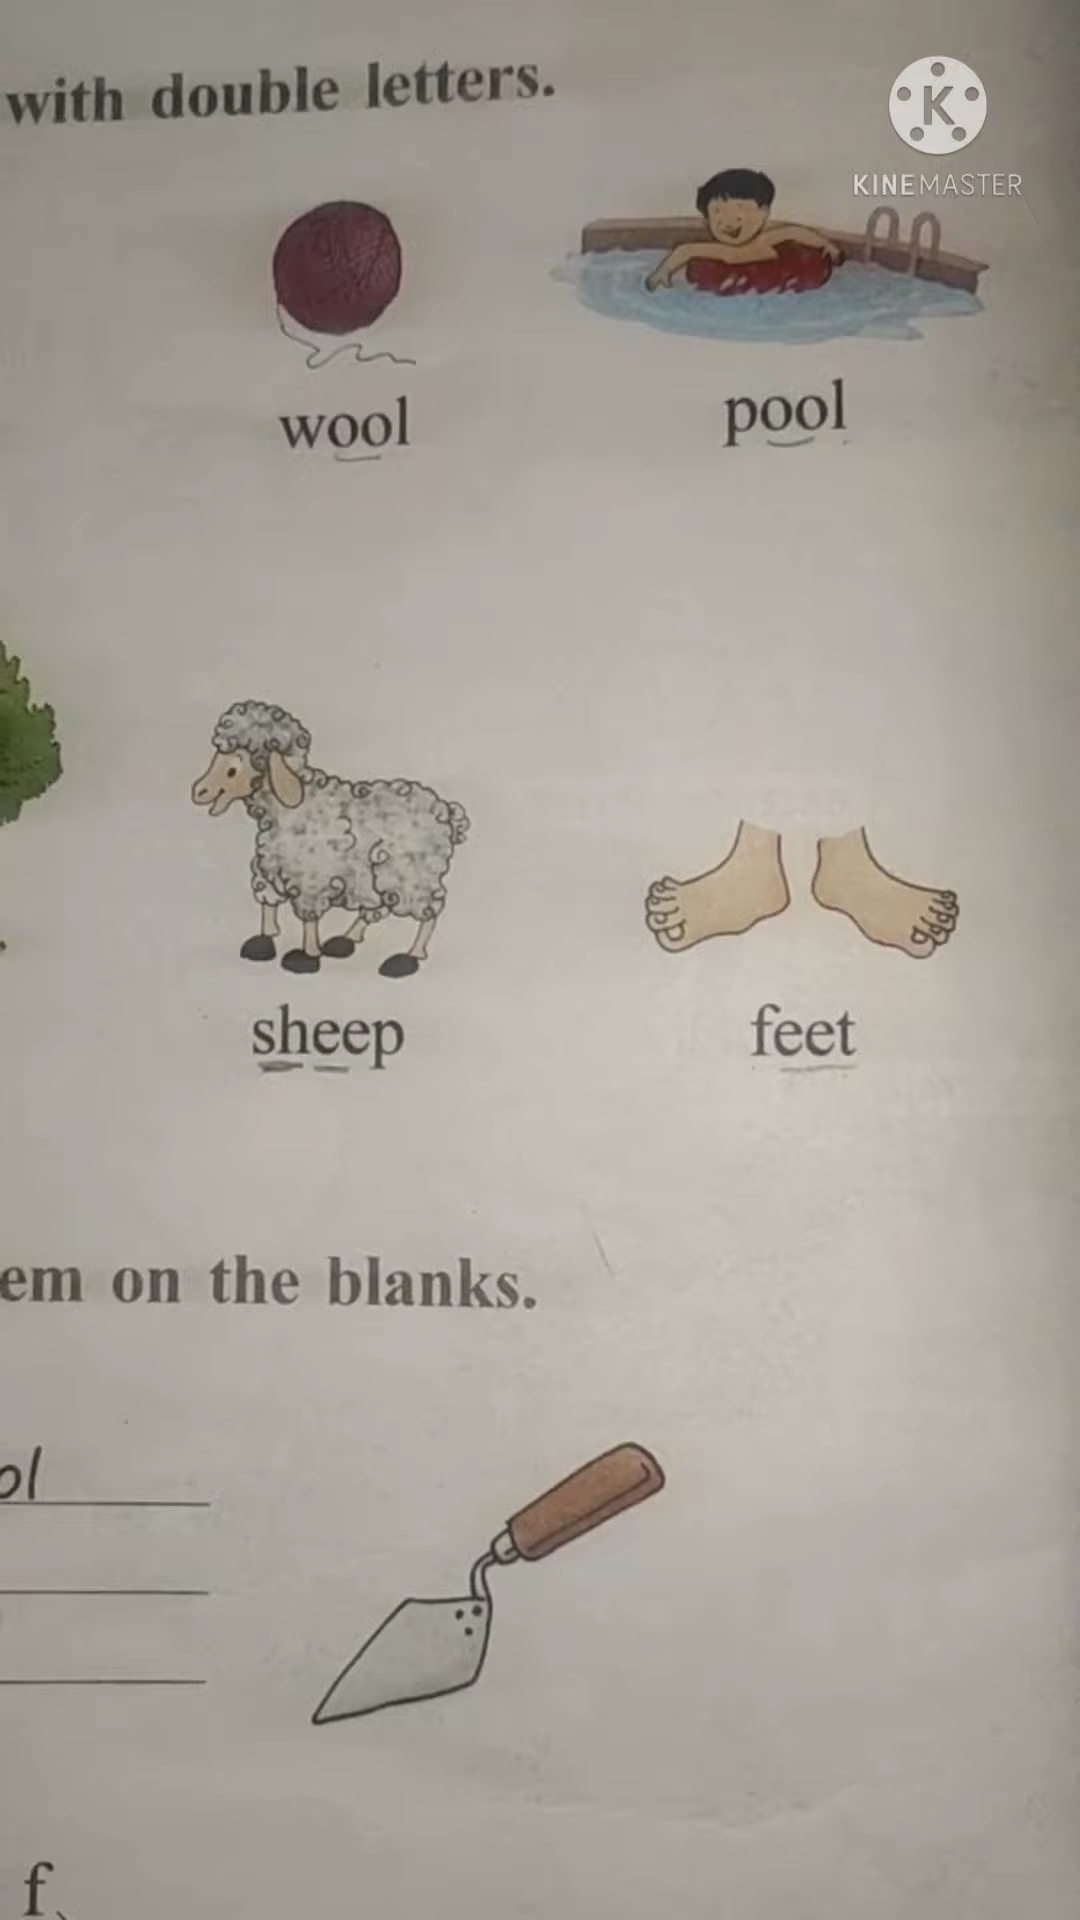 with double letters.
KINEMASTER
wool pool
sheep feet
em on the blanks.
ol
f